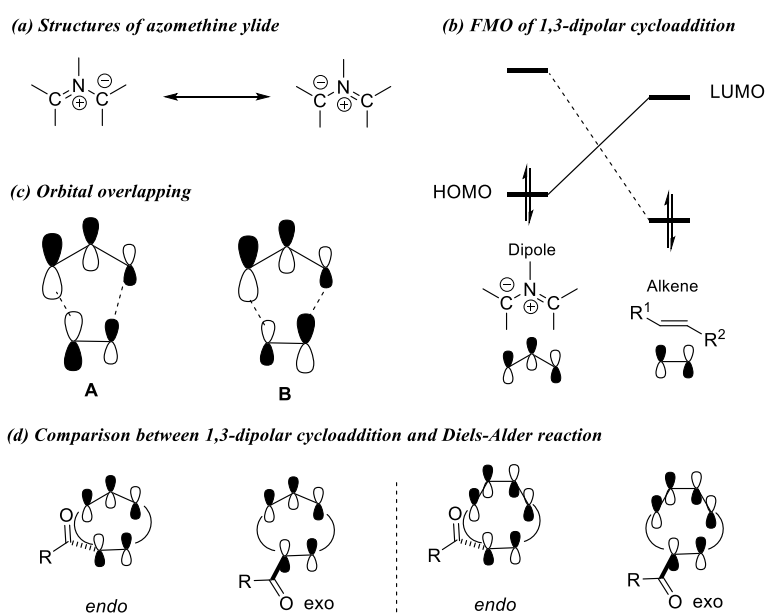 (a) Structures of azomethine ylide
(b) FMO of 1,3-dipolar cycloaddition
N
C
⊕
⊖
C
⊖
C
N
⊕
C
LUMO
(c) Orbital overlapping
HOMO
Dipole
⊖
C
N
⊕
C
Alkene
R1
R2
A
B
(d) Comparison between 1,3-dipolar cycloaddition and Diels-Alder reaction
O
R
endo
R
O
exo
O
R
endo
R
O
exo